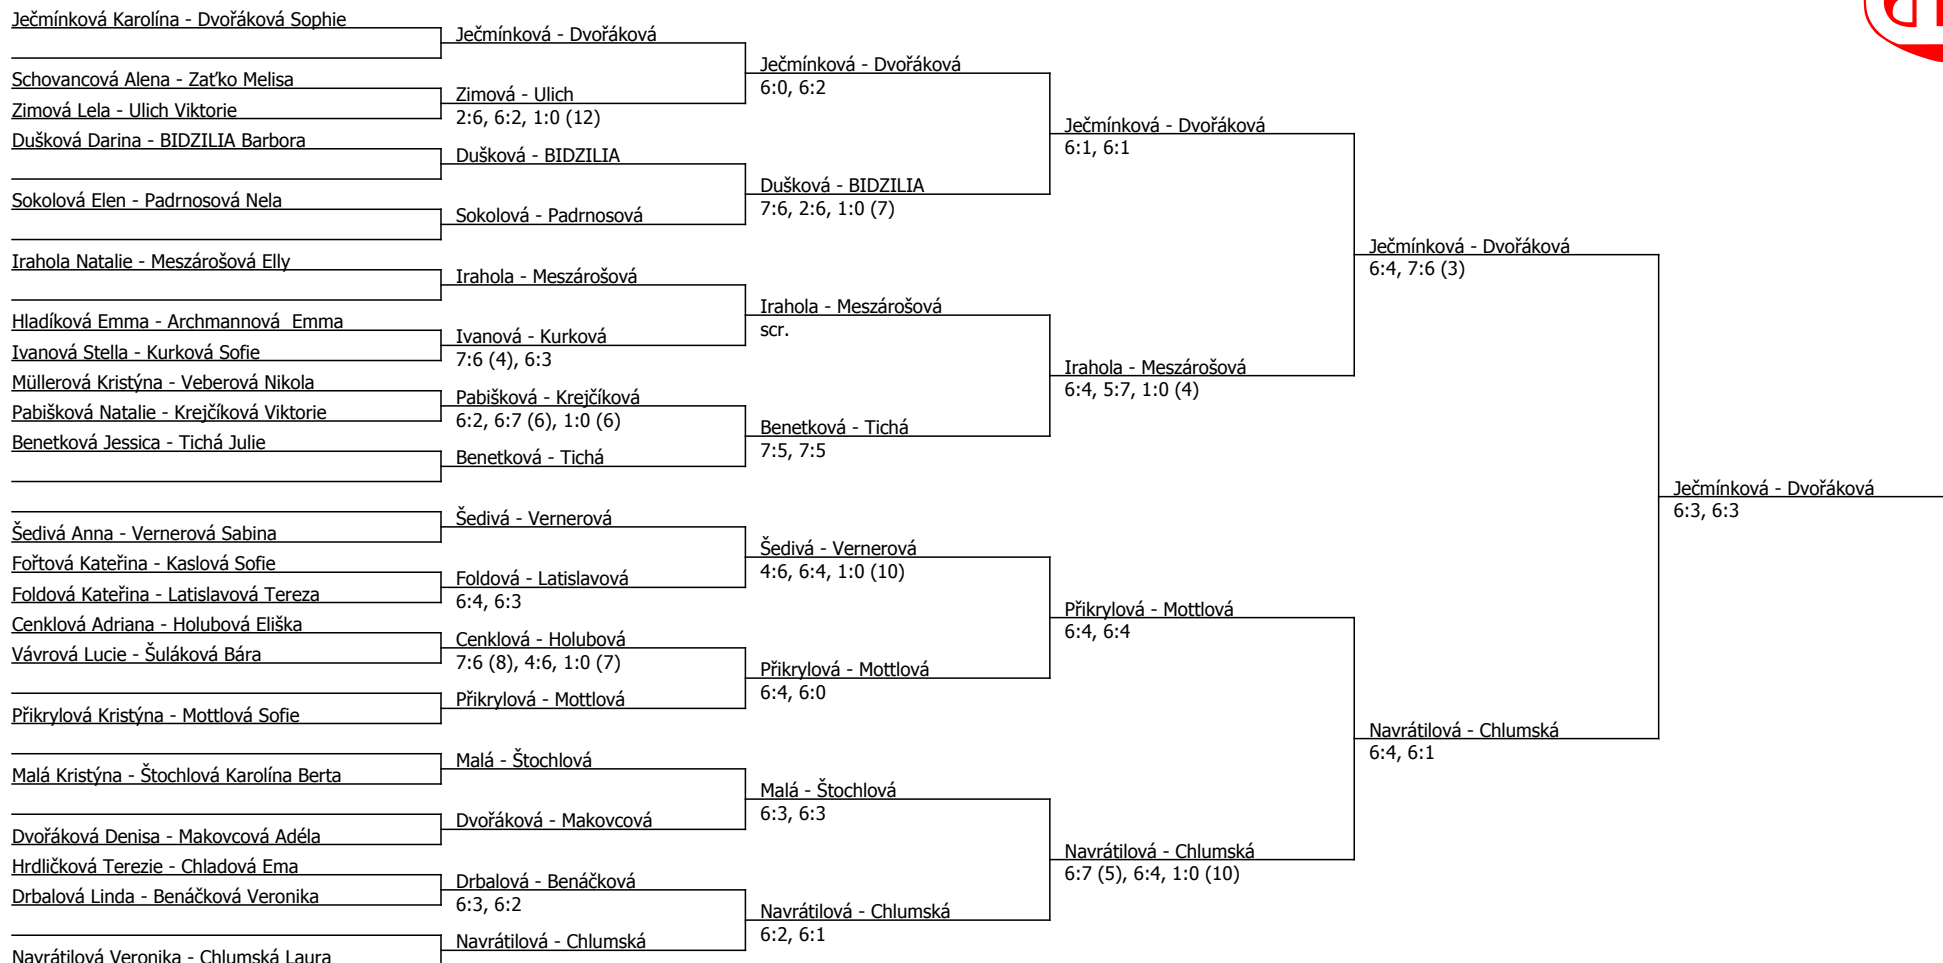 Ječmínková Karolína - Dvořáková Sophie
Schovancová Alena - Zaťko Melisa
Zimová Lela - Ulich Viktorie
Dušková Darina - BIDZILIA Barbora
Sokolová Elen - Padrnosová Nela
Irahola Natalie - Meszárošová Elly
Hladíková Emma - Archmannová  Emma
Ivanová Stella - Kurková Sofie
Müllerová Kristýna - Veberová Nikola
Pabišková Natalie - Krejčíková Viktorie
Benetková Jessica - Tichá Julie
Šedivá Anna - Vernerová Sabina
Fořtová Kateřina - Kaslová Sofie
Foldová Kateřina - Latislavová Tereza
Cenklová Adriana - Holubová Eliška
Vávrová Lucie - Šuláková Bára
Přikrylová Kristýna - Mottlová Sofie
Malá Kristýna - Štochlová Karolína Berta
Dvořáková Denisa - Makovcová Adéla
Hrdličková Terezie - Chladová Ema
Drbalová Linda - Benáčková Veronika
Navrátilová Veronika - Chlumská Laura
Ječmínková - Dvořáková
Zimová - Ulich
2:6, 6:2, 1:0 (12)
Dušková - BIDZILIA
Sokolová - Padrnosová
Irahola - Meszárošová
Ivanová - Kurková
7:6 (4), 6:3
Pabišková - Krejčíková
6:2, 6:7 (6), 1:0 (6)
Benetková - Tichá
Šedivá - Vernerová
Foldová - Latislavová
6:4, 6:3
Cenklová - Holubová
7:6 (8), 4:6, 1:0 (7)
Přikrylová - Mottlová
Malá - Štochlová
Dvořáková - Makovcová
Drbalová - Benáčková
6:3, 6:2
Navrátilová - Chlumská
Ječmínková - Dvořáková
6:0, 6:2
Dušková - BIDZILIA
7:6, 2:6, 1:0 (7)
Irahola - Meszárošová
scr.
Benetková - Tichá
7:5, 7:5
Šedivá - Vernerová
4:6, 6:4, 1:0 (10)
Přikrylová - Mottlová
6:4, 6:0
Malá - Štochlová
6:3, 6:3
Navrátilová - Chlumská
6:2, 6:1
Ječmínková - Dvořáková
6:1, 6:1
Irahola - Meszárošová
6:4, 5:7, 1:0 (4)
Přikrylová - Mottlová
6:4, 6:4
Navrátilová - Chlumská
6:7 (5), 6:4, 1:0 (10)
Ječmínková - Dvořáková
6:4, 7:6 (3)
Navrátilová - Chlumská
6:4, 6:1
Ječmínková - Dvořáková
6:3, 6:3